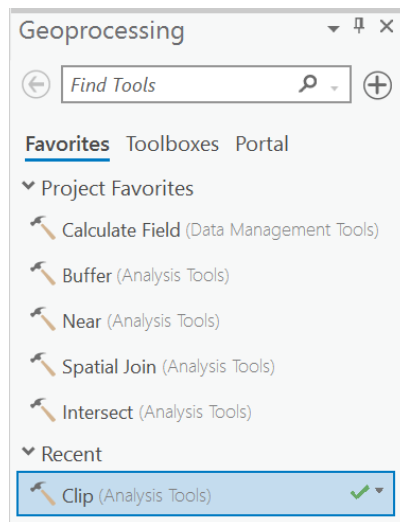 Geoprocessing
Find Tools
Favorites Toolboxes Portal
Project Favorites
Calculate Field (Data Management Tools)
Buffer (Analysis Tools)
Near (Analysis Tools)
Spatial Join (Analysis Tools)
Intersect (Analysis Tools)
Recent
Clip (Analysis Tools)